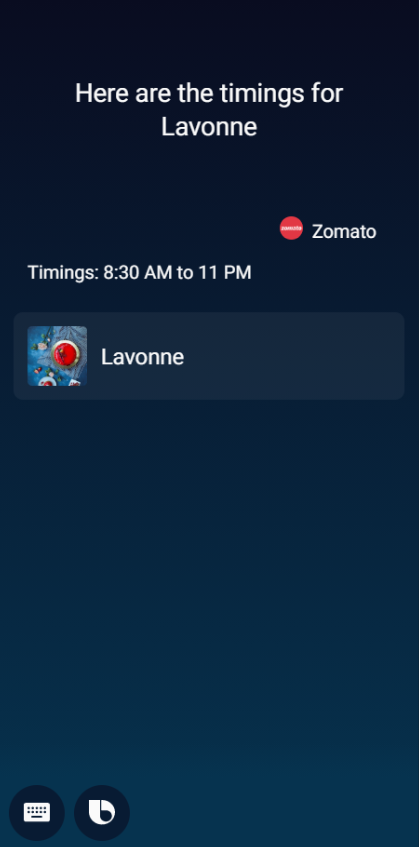 Here are the timings for
Lavonne
Zomato
Timings: 8:30 AM to 11 PM
Lavonne